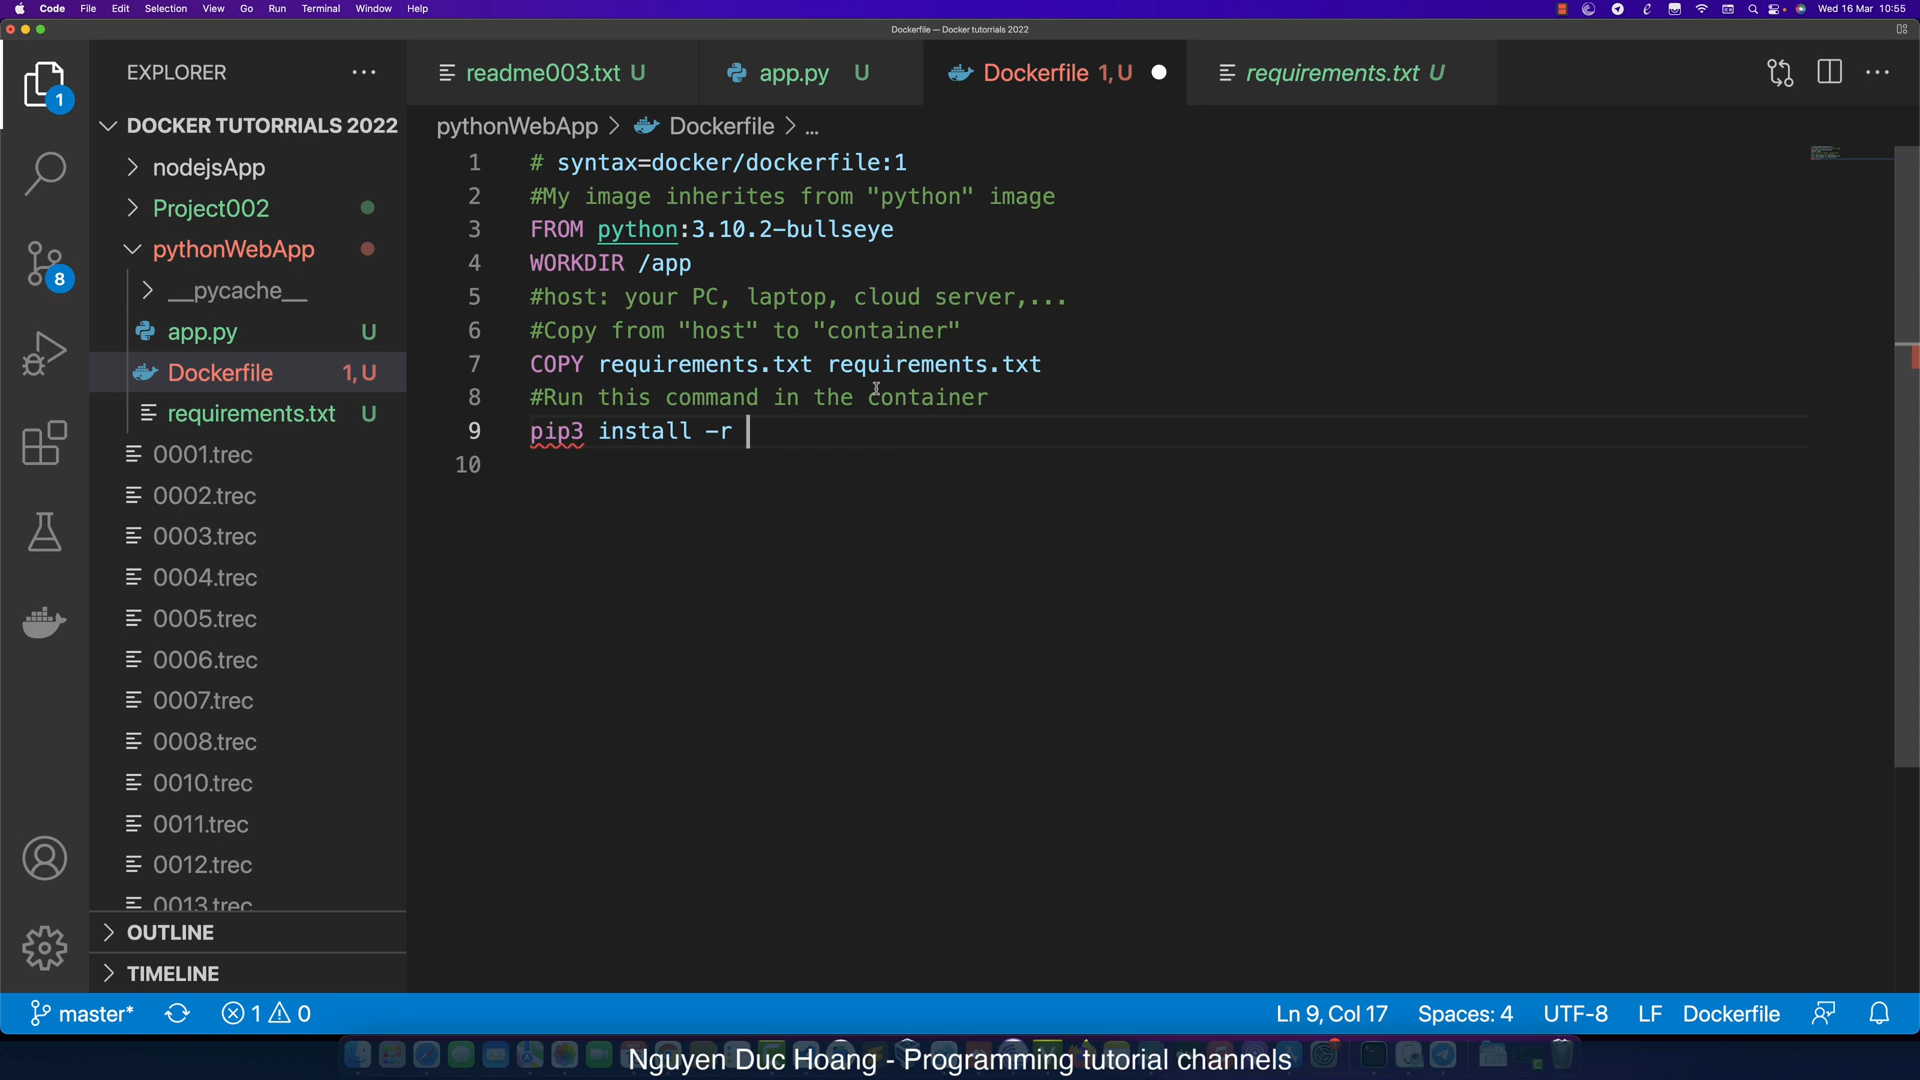 Code File Edit Selection View Go Run Terminal Window Help
Wed 16 Mar 10:55
Dockerfile — Docker tutorrials 2022
EXPLORER
readme003.txt U
app.py U
Dockerfile 1, U
requirements.txt U
1
8
DOCKER TUTORRIALS 2022
nodejsApp
Project002
pythonWebApp
__pycache__
app.py U
Dockerfile 1, U
requirements.txt U
0001.trec
0002.trec
0003.trec
0004.trec
0005.trec
0006.trec
0007.trec
0008.trec
0010.trec
0011.trec
0012.trec
0013.trec
OUTLINE
TIMELINE
pythonWebApp > Dockerfile > ...
1 # syntax=docker/dockerfile:1
2 #My image inherites from "python" image
3 FROM python:3.10.2-bullseye
4 WORKDIR /app
5 #host: your PC, laptop, cloud server,...
6 #Copy from "host" to "container"
7 COPY requirements.txt requirements.txt
8 #Run this command in the container
9 pip3 install -r
10
master* 1 0
Ln 9, Col 17 Spaces: 4 UTF-8 LF Dockerfile
Nguyen Duc Hoang - Programming tutorial channels